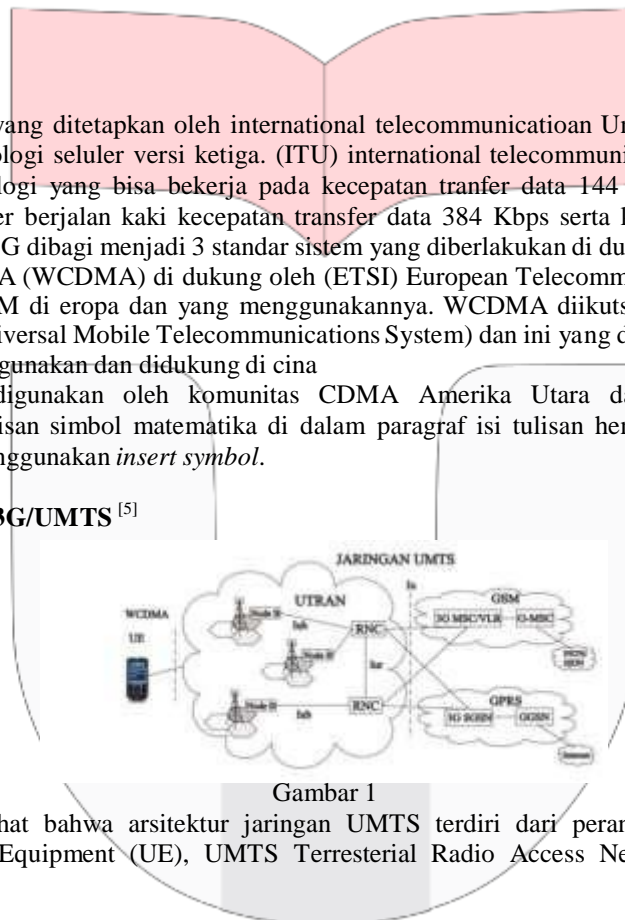 yang ditetapkan oleh international telecommunicatioan Un
ologi seluler versi ketiga. (ITU) international telecommuni
ologi yang bisa bekerja pada kecepatan tranfer data 144
er berjalan kaki kecepatan transfer data 384 Kbps serta
G dibagi menjadi 3 standar sistem yang diberlakukan di du
A (WCDMA) di dukung oleh (ETSI) European Telecomm
M di eropa dan yang menggunakannya. WCDMA diikuts
iversal Mobile Telecommunications System) dan ini yang d
gunakan dan didukung di cina
digunakan oleh komunitas CDMA Amerika Utara da
isan simbol matematika di dalam paragraf isi tulisan hen
nggunakan insert symbol.
3G/UMTS [5]
JARINGAN UMTS
UTRAN
Iu
GSM
WCDMA
UE
Node B
Iub
RNC
3G MSC/VLR
G-MSC
Node B
Iur
GPRS
Node B
Iub
RNC
3G SGSN
GGSN
Gambar 1
hat bahwa arsitektur jaringan UMTS terdiri dari peran
Equipment (UE), UMTS Terresterial Radio Access Ne